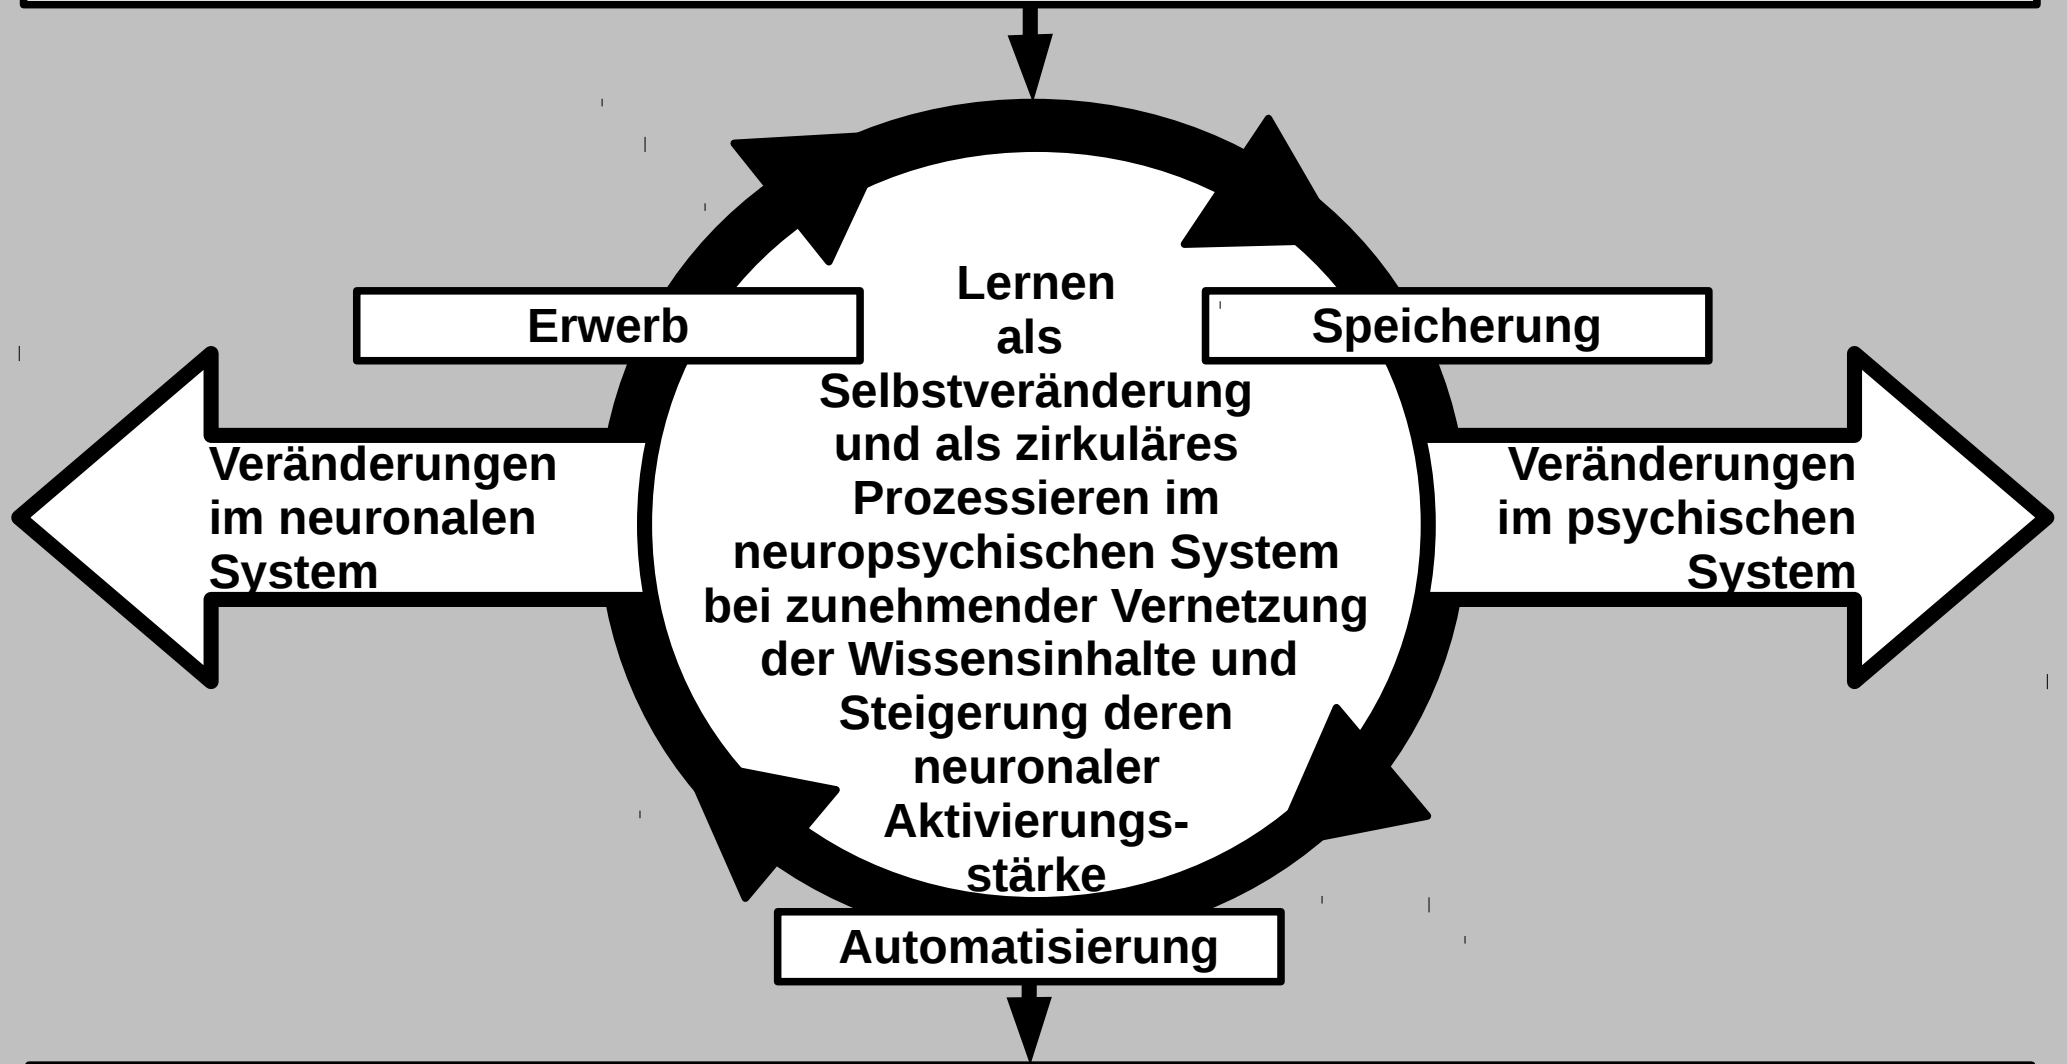 Erwerb
Speicherung
Lernen
als
Selbstveränderung
und als zirkuläres
Prozessieren im
neuropsychischen System
bei zunehmender Vernetzung
der Wissensinhalte und
Steigerung deren
neuronaler
Aktivierungs-
stärke
Veränderungen
im neuronalen
System
Veränderungen
im psychischen
System
Automatisierung